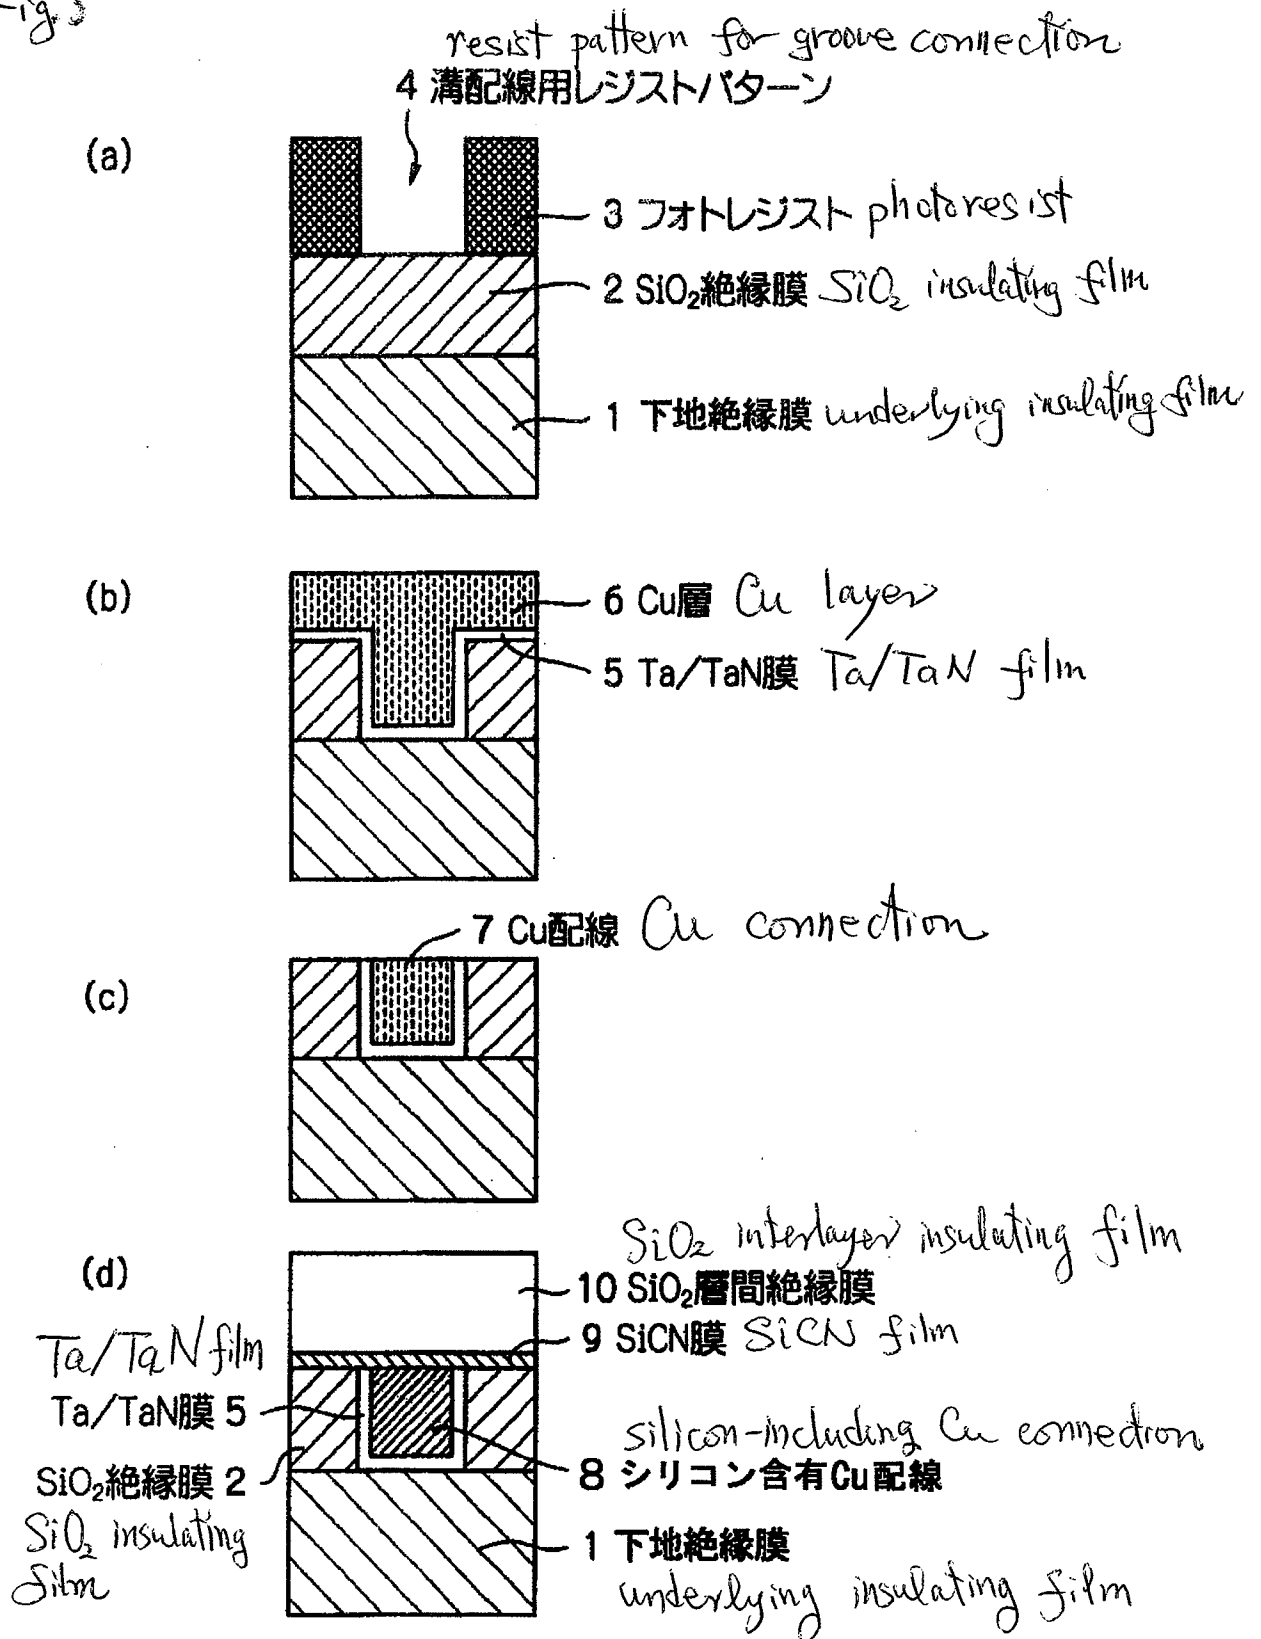 Fig. 3
resist pattern for groove connection
4 溝配線用レジストパターン
(a)
3 フォトレジスト photoresist
2 SiO₂絶縁膜 SiO₂ insulating film
1 下地絶縁膜 underlying insulating film
(b)
6 Cu層 Cu layer
5 Ta/TaN膜 Ta/TaN film
7 Cu配線 Cu connection
(c)
SiO₂ interlayer insulating film
(d)
10 SiO₂層間絶縁膜
9 SiCN膜 SiCN film
Ta/TaN film
Ta/TaN膜 5
silicon-including Cu connection
8 シリコン含有Cu配線
SiO₂絶縁膜 2
SiO₂ insulating
film
1 下地絶縁膜
underlying insulating film